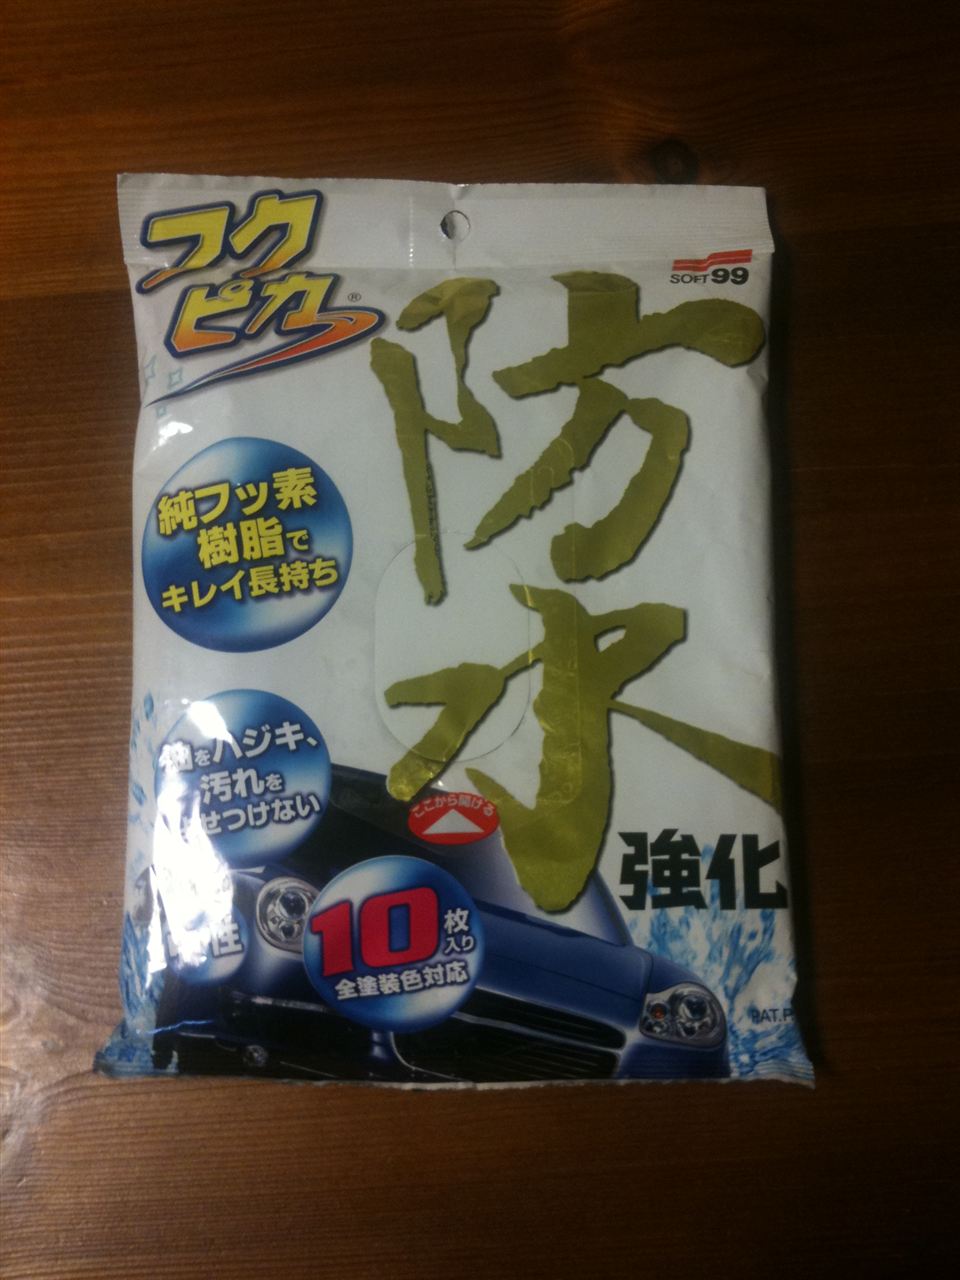 フク
ピカ®
SOFT99
防水
強化
純フッ素
樹脂で
キレイ長持ち
をハジキ、
汚れを
せつけない
ここから開ける
性
10枚
入り
全塗装色対応
PAT.P